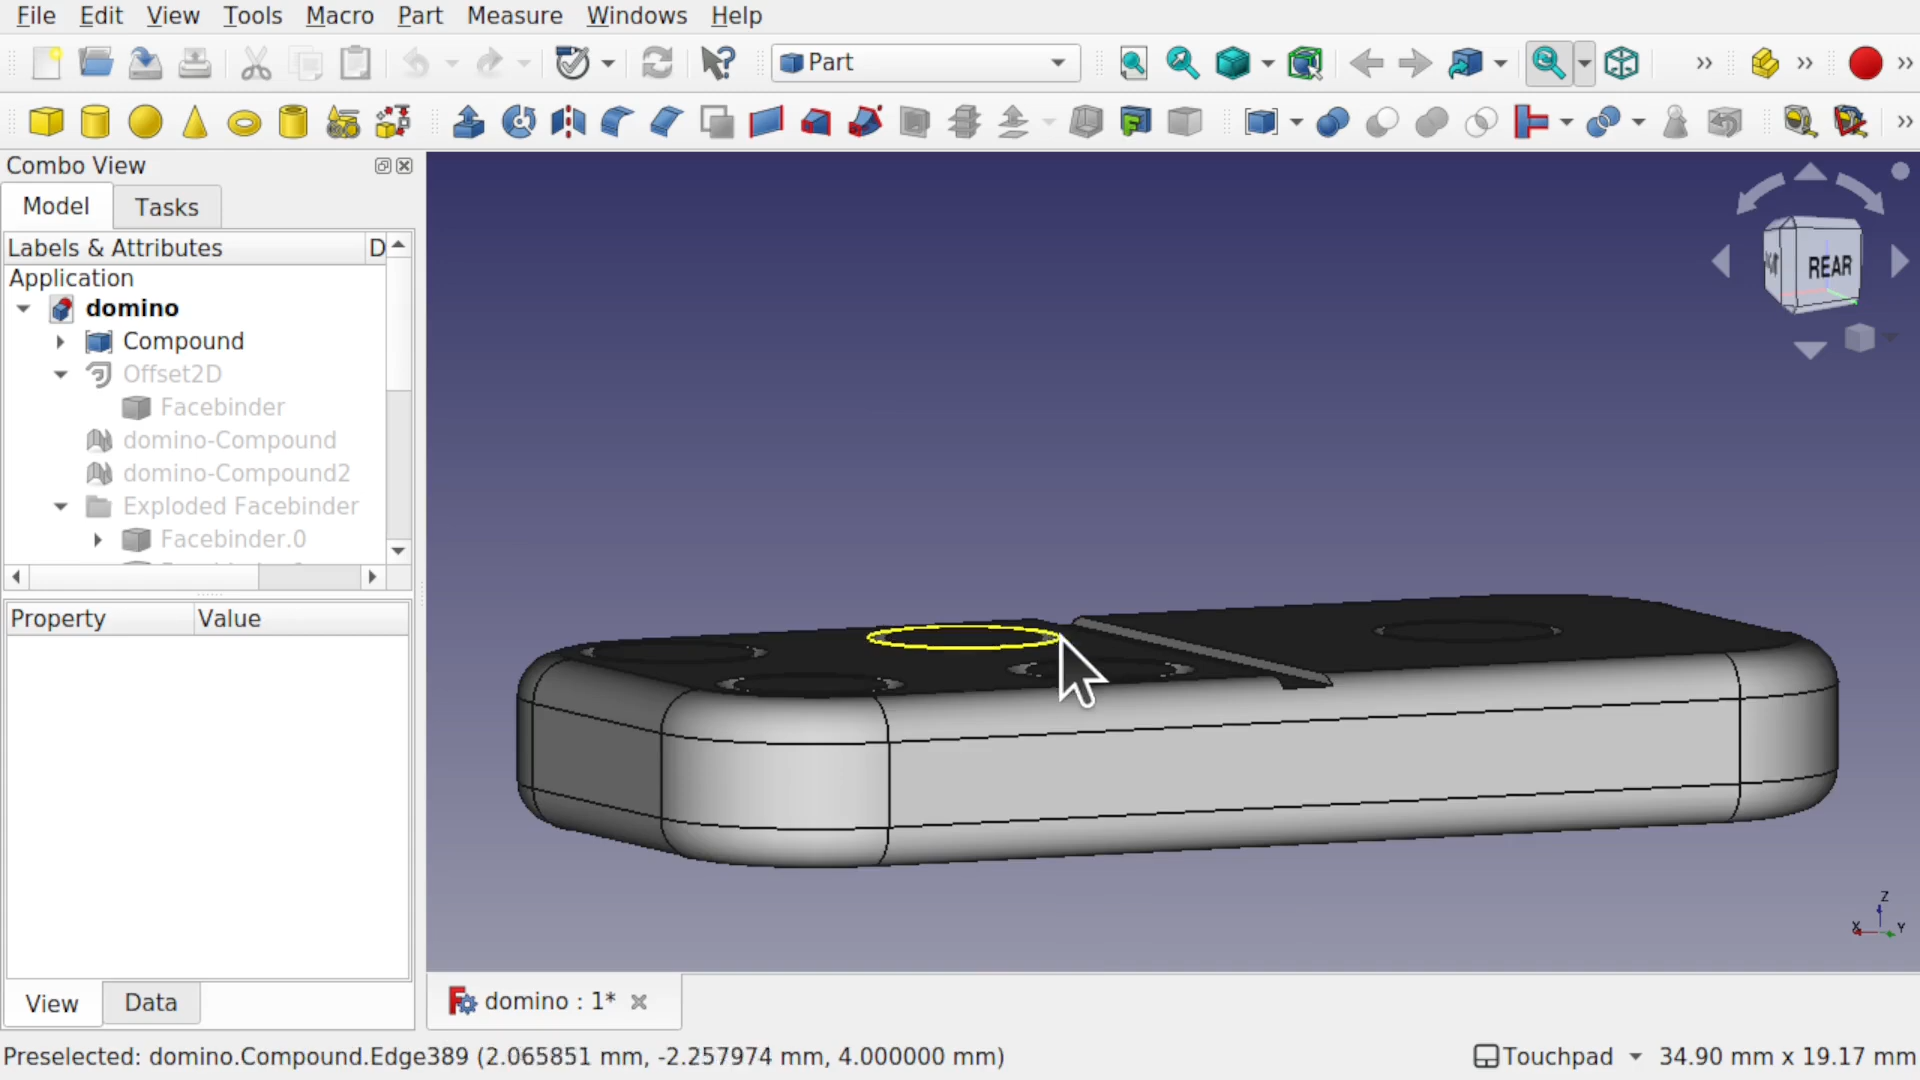 File Edit View Tools Macro Part Measure Windows Help
Part
Combo View
Model Tasks
Labels & Attributes D
Application
domino
Compound
Offset2D
Facebinder
domino-Compound
domino-Compound2
Exploded Facebinder
Facebinder.0
Property Value
View Data
REAR
Z
X Y
domino : 1*
Preselected: domino.Compound.Edge389 (2.065851 mm, -2.257974 mm, 4.000000 mm)
Touchpad 34.90 mm x 19.17 mm